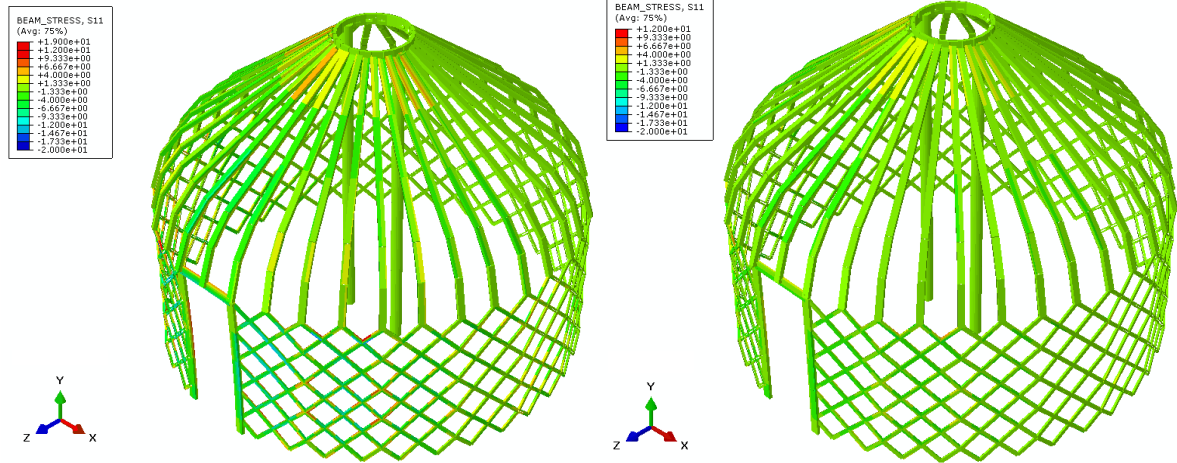 BEAM_STRESS, S11
(Avg: 75%)
+1.900e+01
+1.200e+01
+9.333e+00
+6.667e+00
+4.000e+00
+1.333e+00
-1.333e+00
-4.000e+00
-6.667e+00
-9.333e+00
-1.200e+01
-1.467e+01
-1.733e+01
-2.000e+01
Y
Z
X
BEAM_STRESS, S11
(Avg: 75%)
+1.200e+01
+9.333e+00
+6.667e+00
+4.000e+00
+1.333e+00
-1.333e+00
-4.000e+00
-6.667e+00
-9.333e+00
-1.200e+01
-1.467e+01
-1.733e+01
-2.000e+01
Y
Z
X